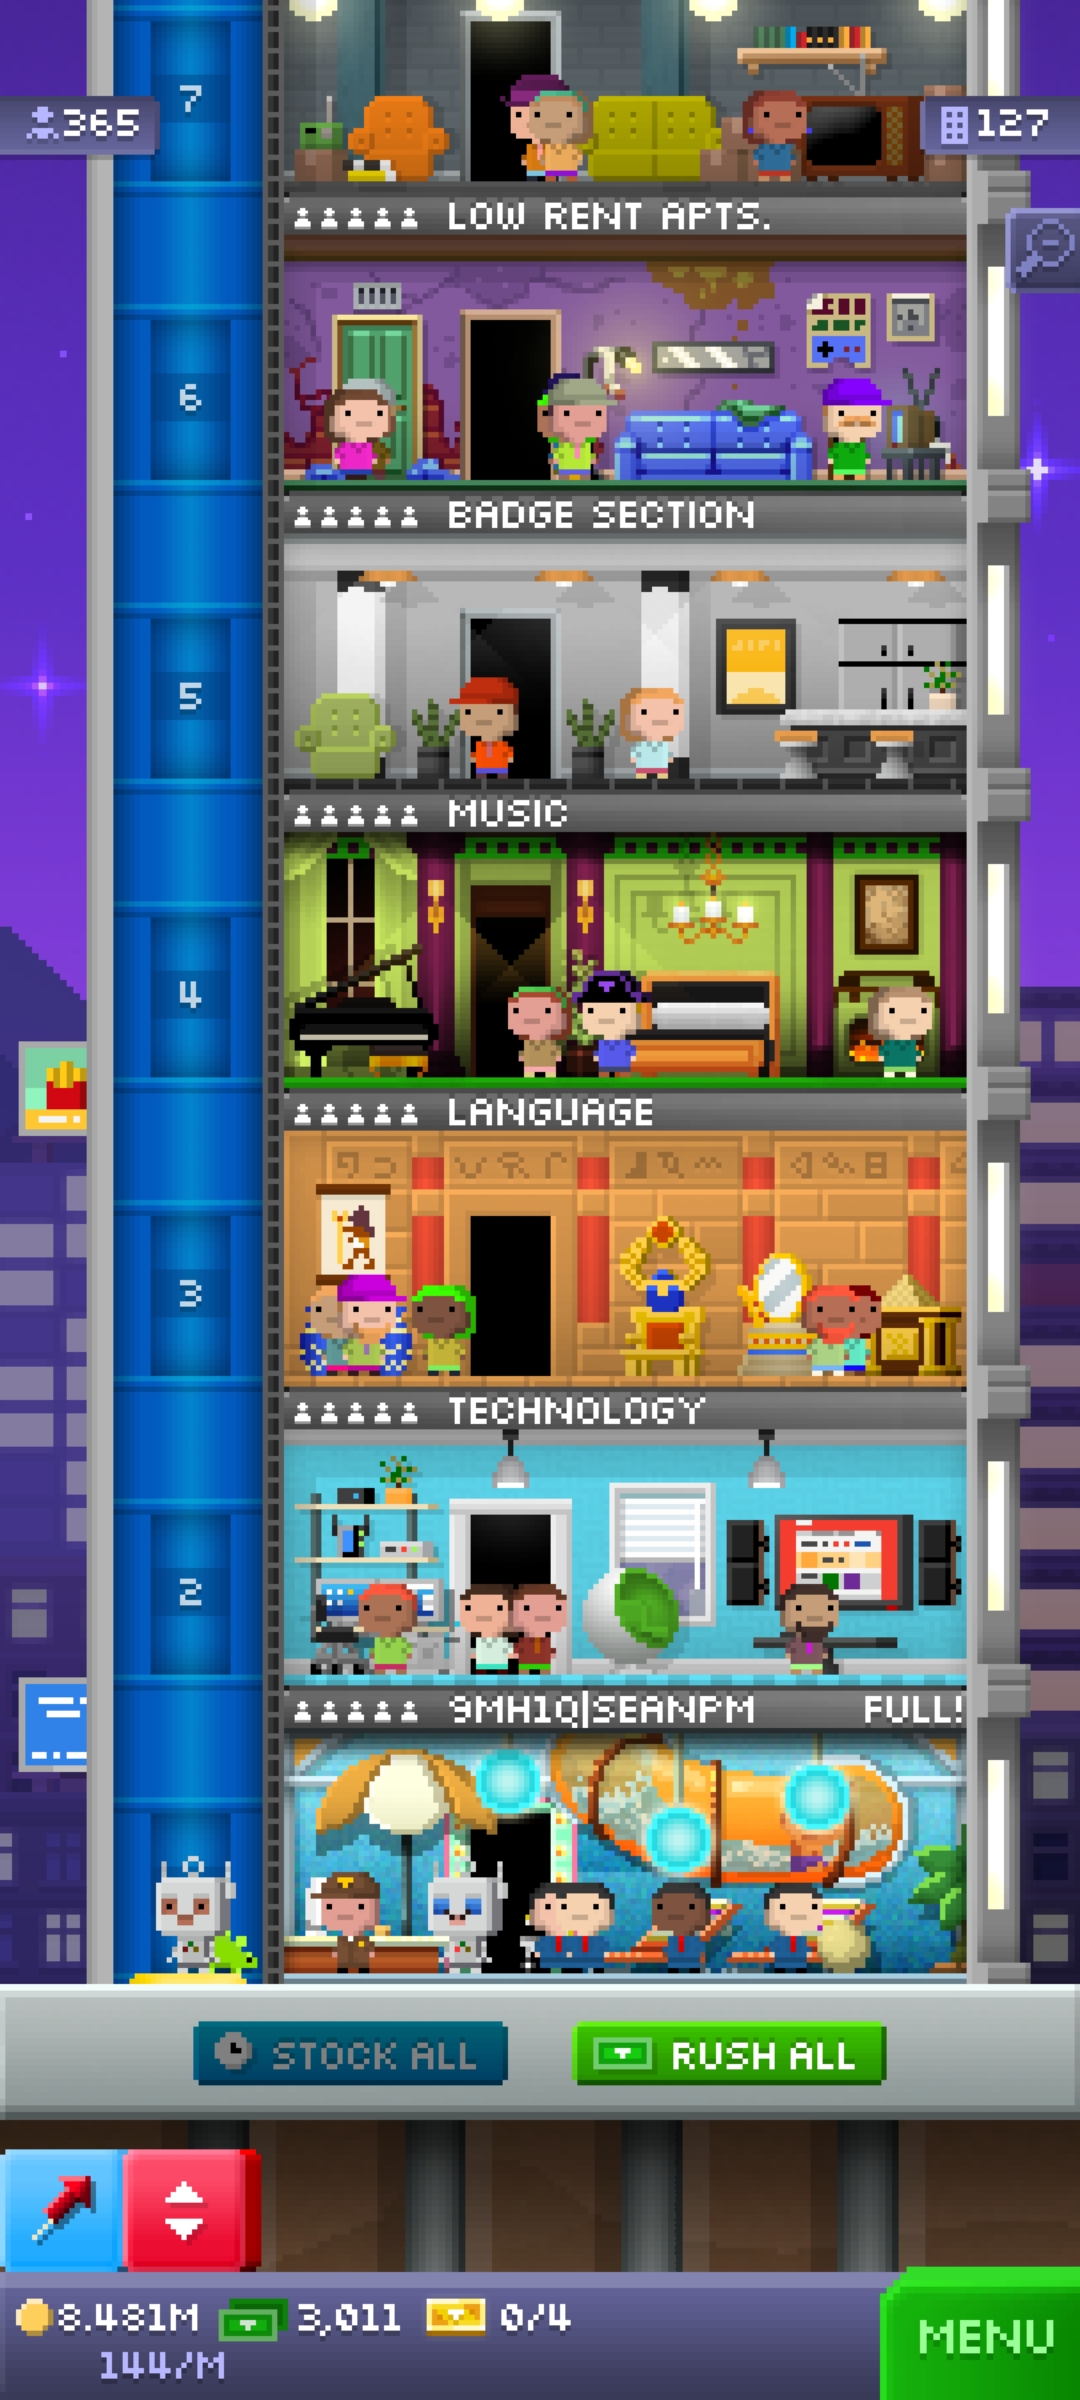 7
365
127
LOW RENT APTS.
6
BADGE SECTION
5
MUSIC
4
LANGUAGE
3
TECHNOLOGY
2
9MH1Q|SEANPM FULL!
STOCK ALL
RUSH ALL
8.481M
3,011
0/4
144/M
MENU